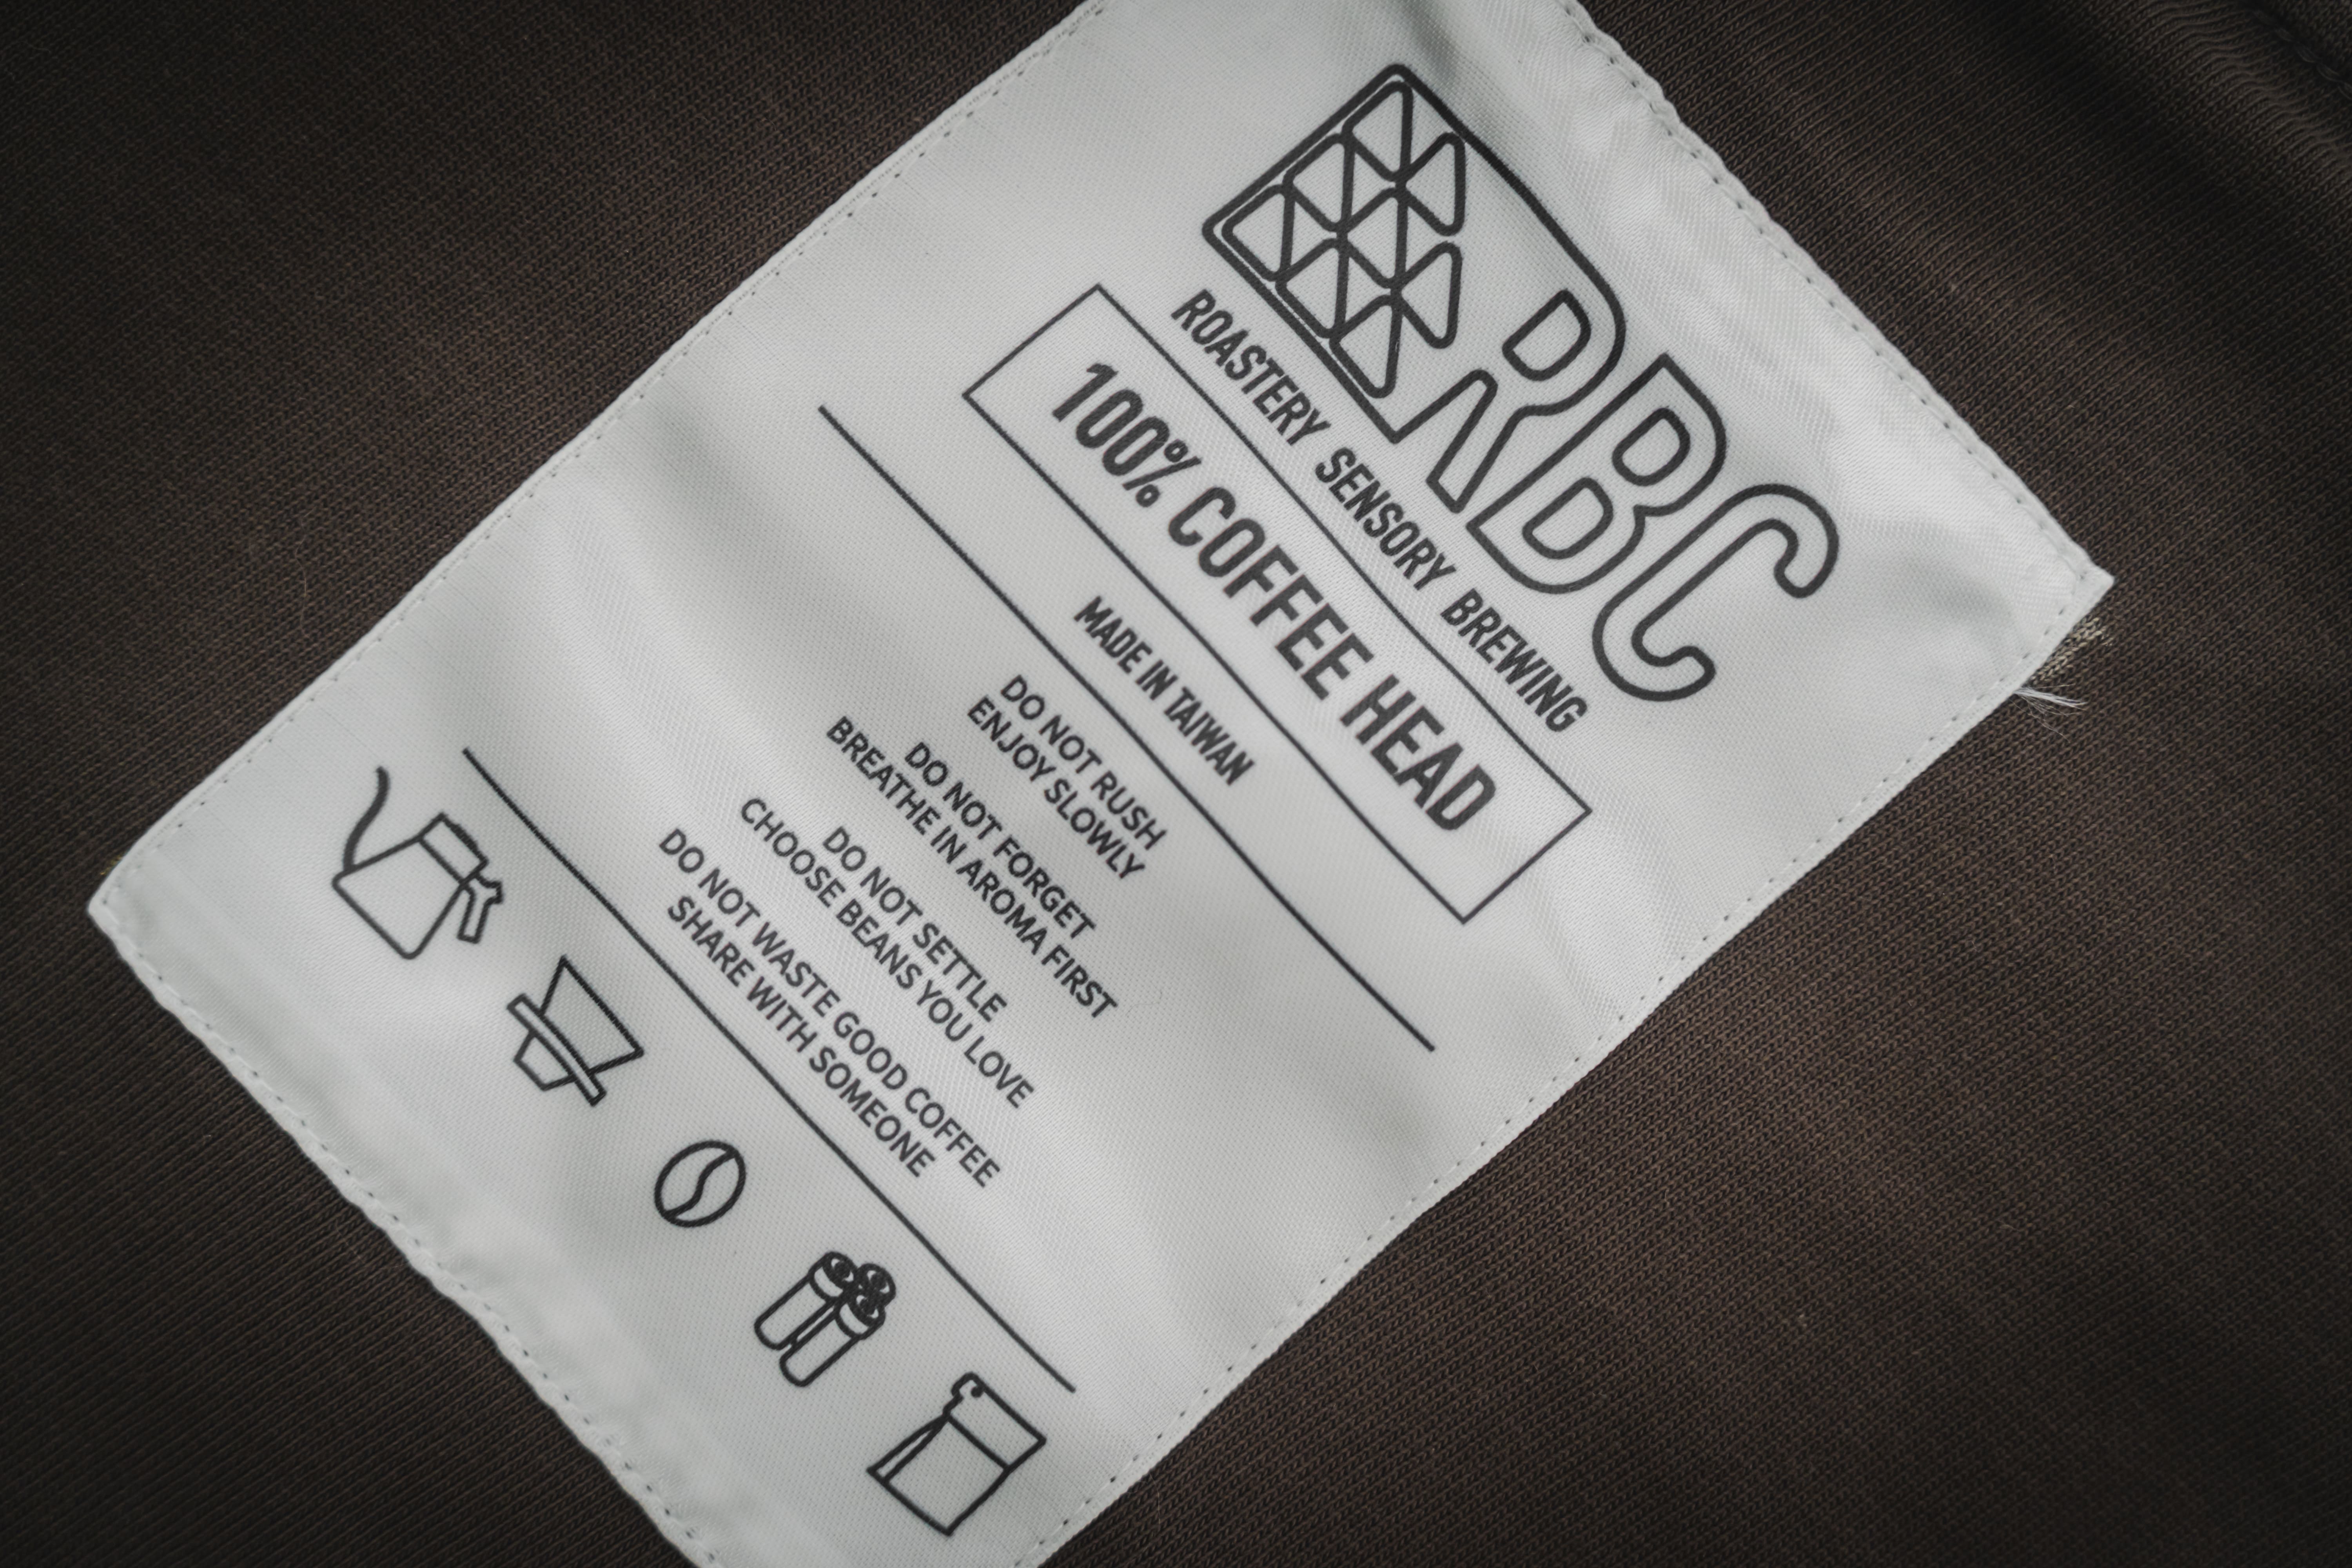 RBC
ROASTERY SENSORY BREWING
100% COFFEE HEAD
MADE IN TAIWAN
DO NOT RUSH
ENJOY SLOWLY
DO NOT FORGET
BREATHE IN AROMA FIRST
DO NOT SETTLE
CHOOSE BEANS YOU LOVE
DO NOT WASTE GOOD COFFEE
SHARE WITH SOMEONE